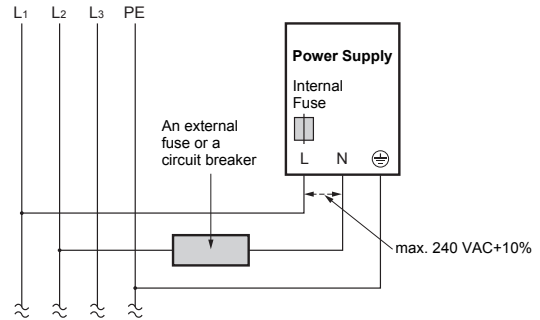 L1 L2 L3 PE
Power Supply
Internal
Fuse
An external
fuse or a
circuit breaker
L N
max. 240 VAC+10%